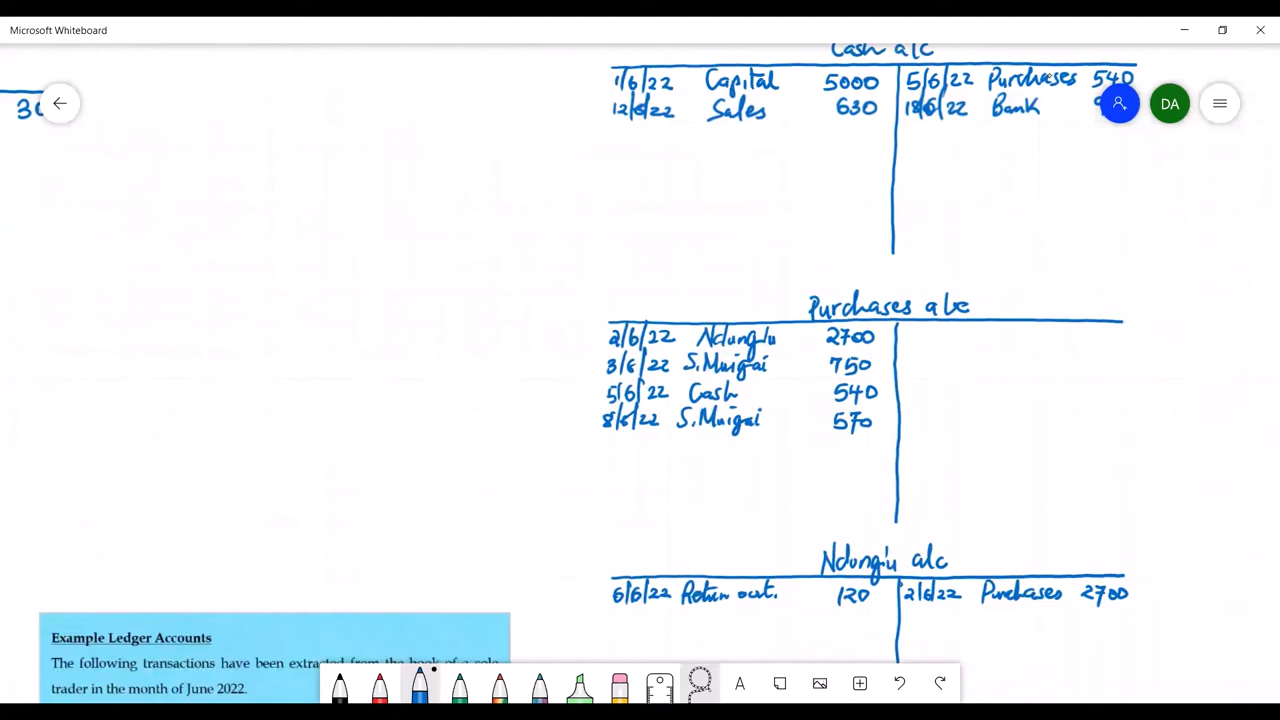 Microsoft Whiteboard
Cash a/c
1/6/22 Capital 5000 5/6/22 Purchases 540
12/6/22 Sales 630 18/6/22 Bank
30
DA
Purchases a/c
2/6/22 Ndung'u 2700
3/6/22 S.Muigai 750
5/6/22 Cash 540
8/6/22 S.Muigai 570
Ndung'u a/c
6/6/22 Return out. 120 2/6/22 Purchases 2700
Example Ledger Accounts
The following transactions have been extracted from the book of a sole
trader in the month of June 2022.
A